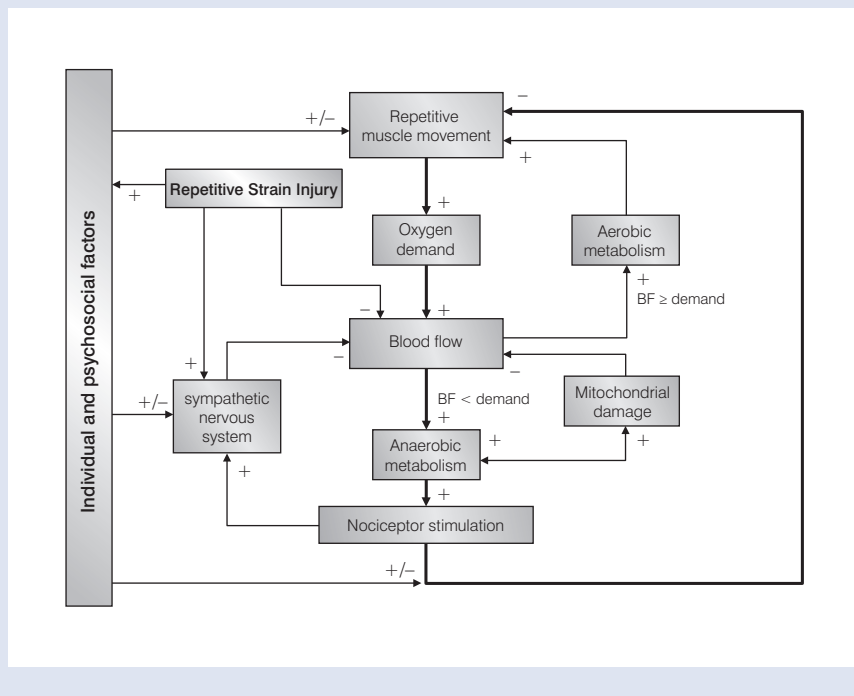 −
+/−
Repetitive
muscle movement
+
+
Repetitive Strain Injury
+
Individual and psychosocial factors
Oxygen
demand
Aerobic
metabolism
+
BF ≥ demand
−
+
Blood flow
−
−
+
sympathetic
nervous
system
+/−
BF < demand
+
Mitochondrial
damage
Anaerobic
metabolism
+
+
+
+
Nociceptor stimulation
+/−